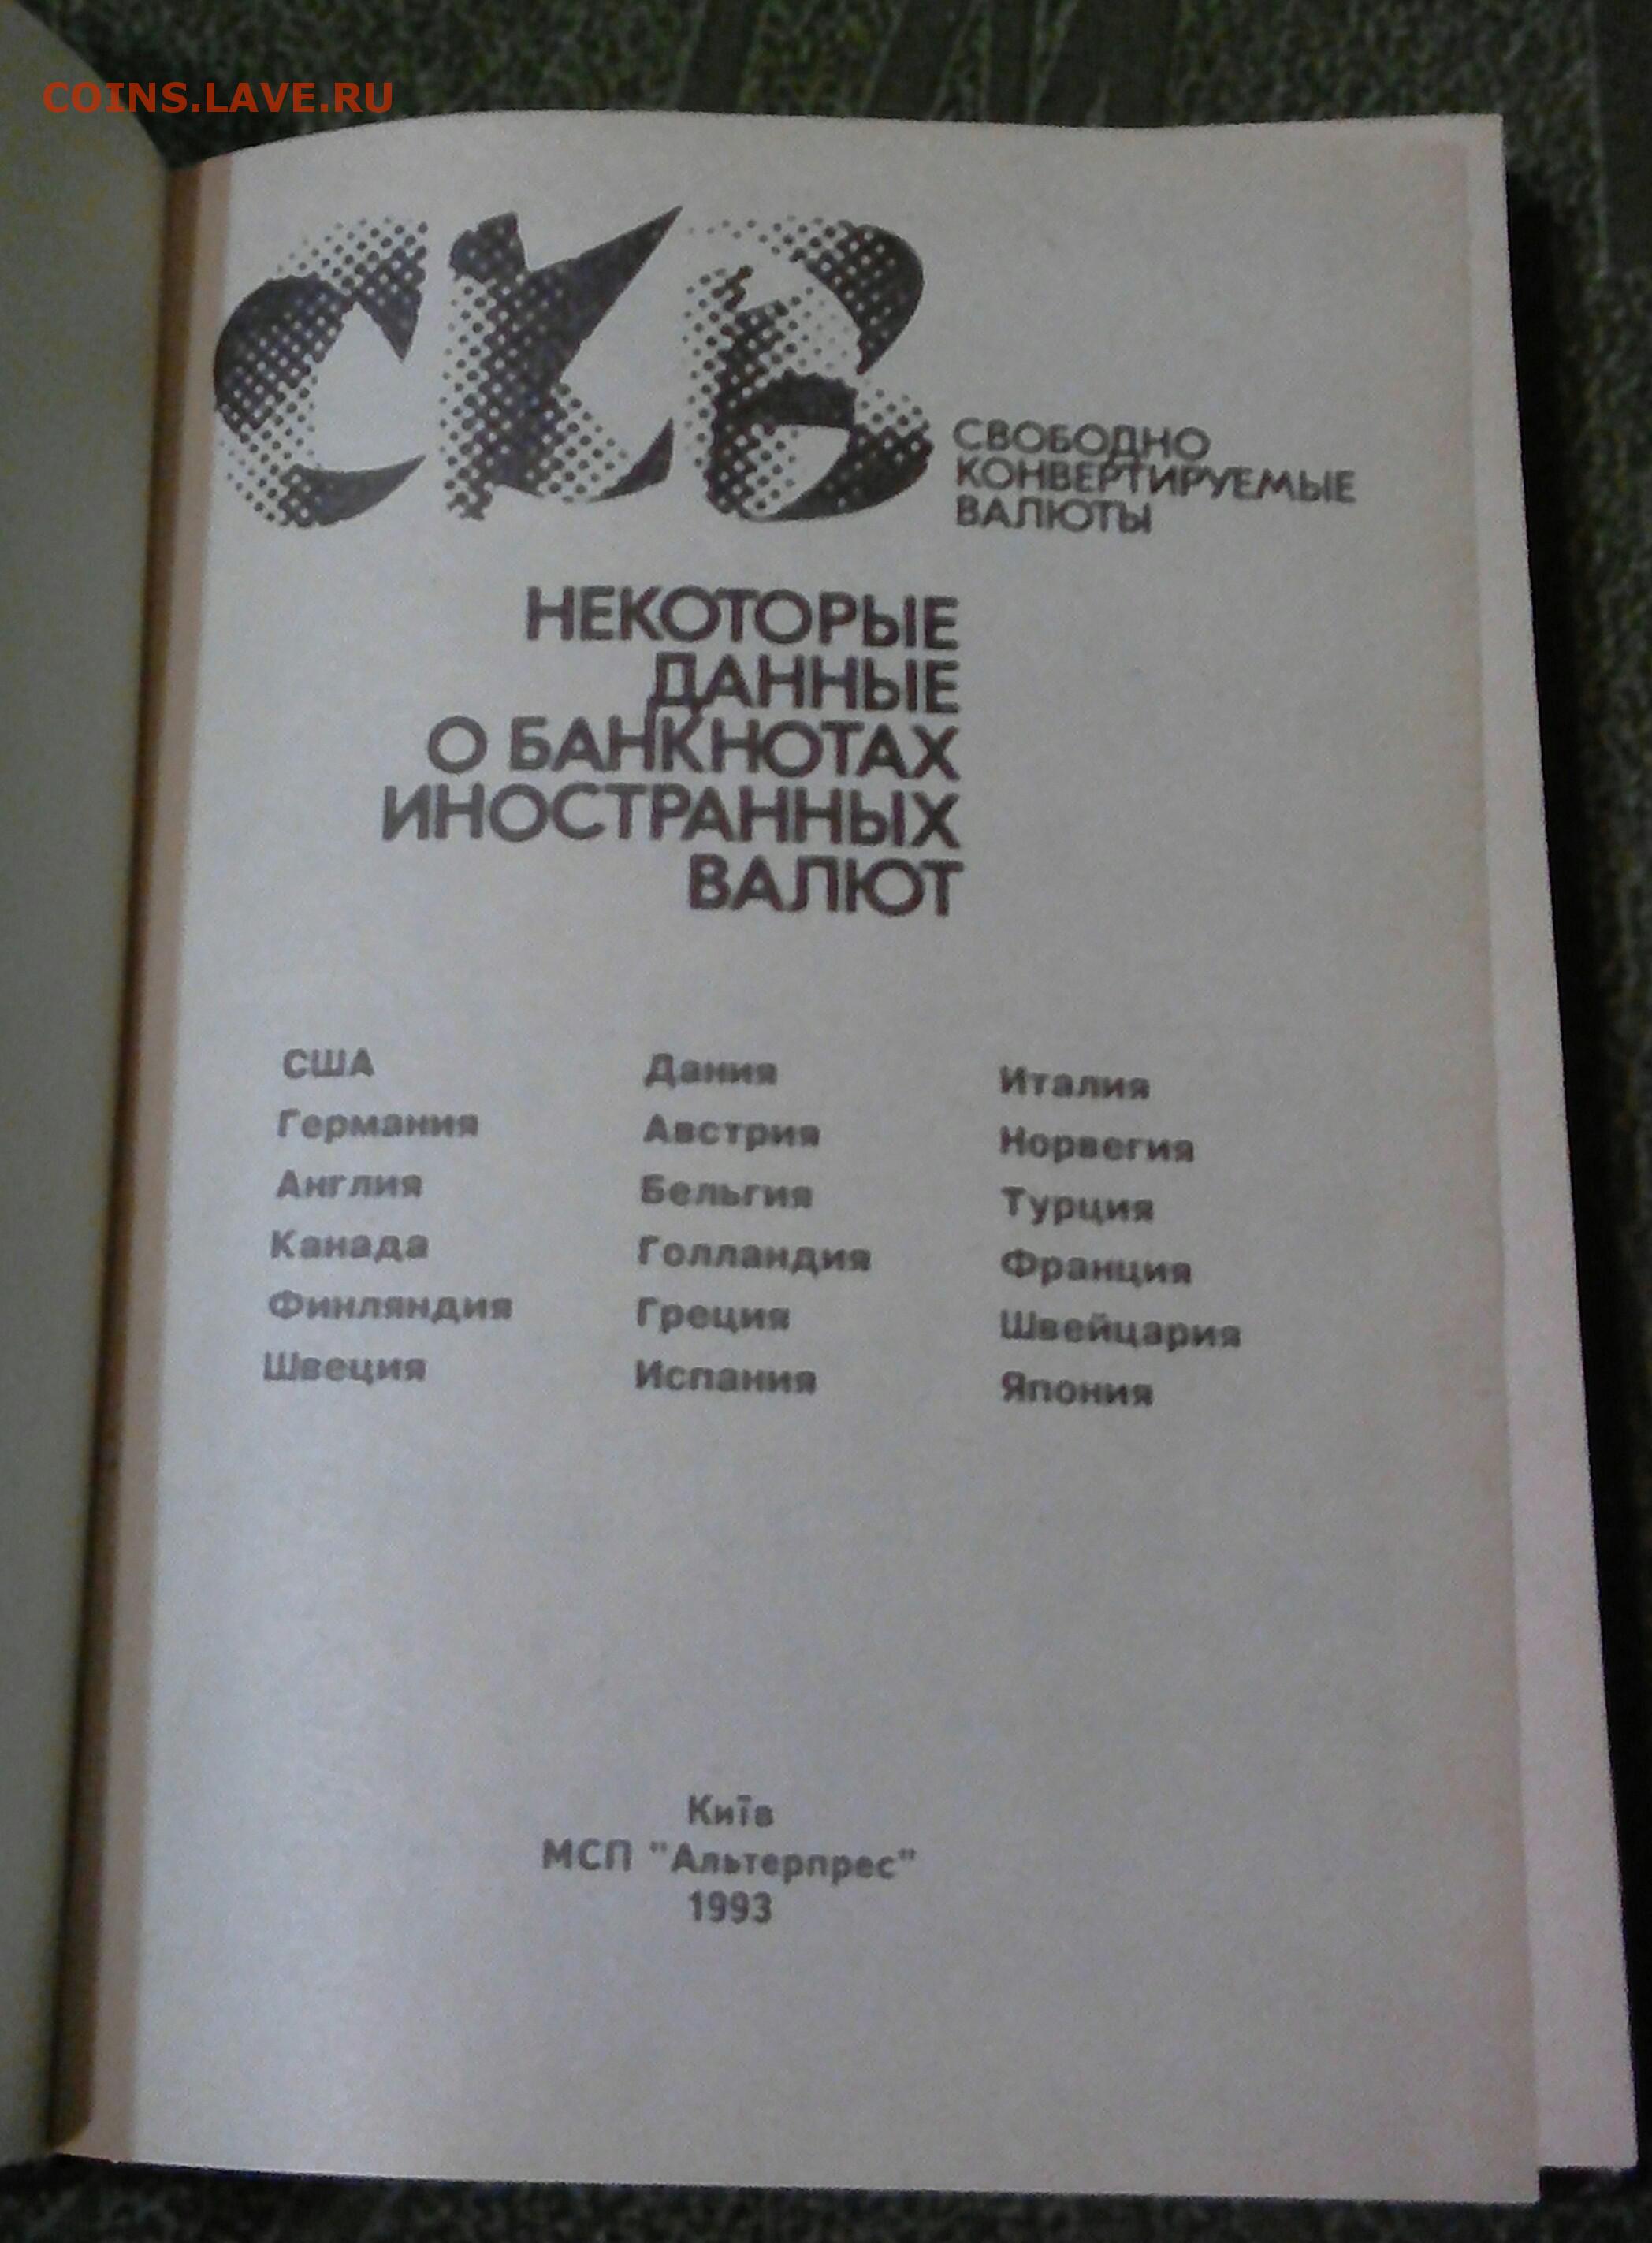 COINS.LAVE.RU
СКВ
СВОБОДНО
КОНВЕРТИРУЕМЫЕ
ВАЛЮТЫ
НЕКОТОРЫЕ
ДАННЫЕ
О БАНКНОТАХ
ИНОСТРАННЫХ
ВАЛЮТ
США
Германия
Англия
Канада
Финляндия
Швеция
Дания
Австрия
Бельгия
Голландия
Греция
Испания
Италия
Норвегия
Турция
Франция
Швейцария
Япония
Київ
МСП "Альтерпрес"
1993